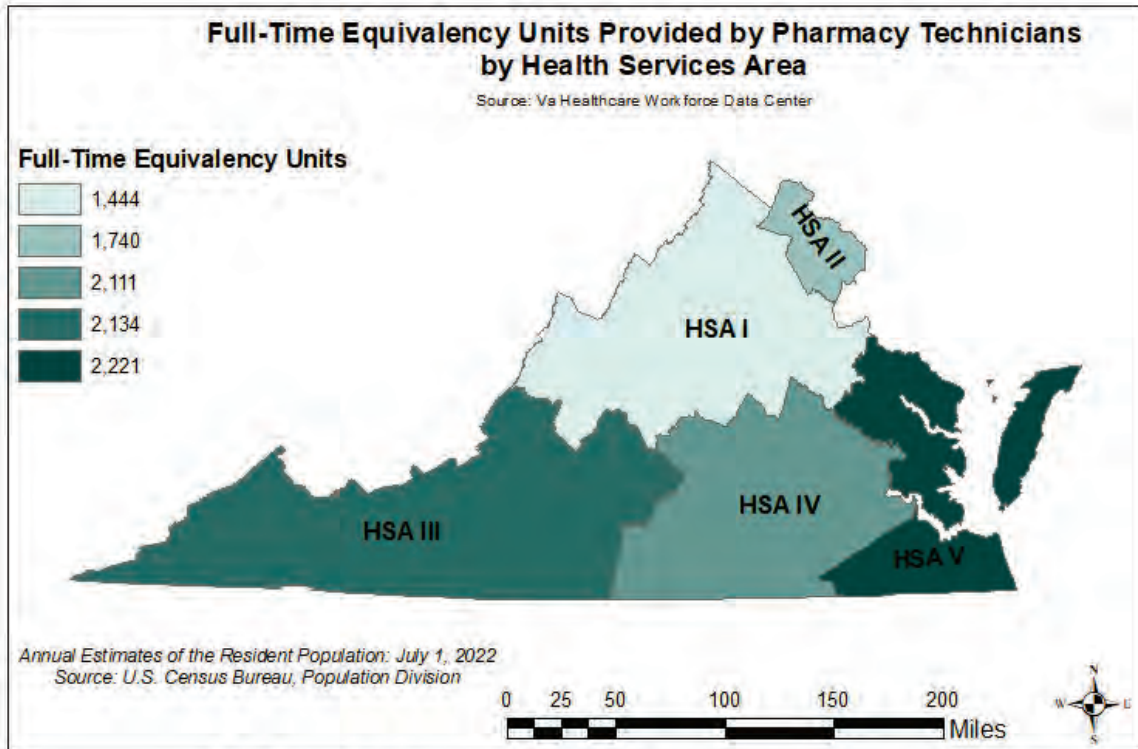 Full-Time Equivalency Units Provided by Pharmacy Technicians
by Health Services Area
Source: Va Healthcare Workforce Data Center
Full-Time Equivalency Units
1,444
1,740
2,111
2,134
2,221
HSA II
HSA I
HSA IV
HSA III
HSA V
Annual Estimates of the Resident Population: July 1, 2022
Source: U.S. Census Bureau, Population Division
0 25 50 100 150 200
Miles
N
W E
S